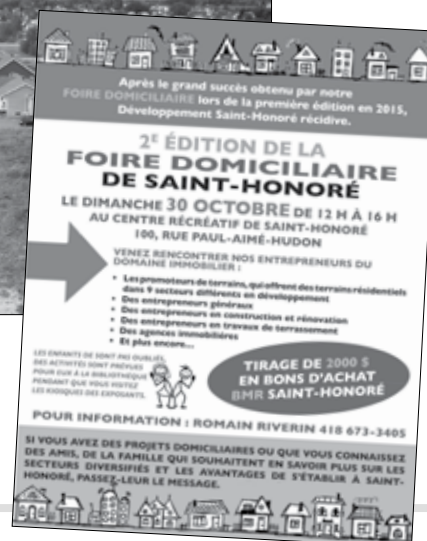 Après le grand succès obtenu par notre
FOIRE DOMICILIAIRE lors de la première édition en 2015,
Développement Saint-Honoré récidive.
2E ÉDITION DE LA
FOIRE DOMICILIAIRE
DE SAINT-HONORÉ
LE DIMANCHE 30 OCTOBRE DE 12 H À 16 H
AU CENTRE RÉCRÉATIF DE SAINT-HONORÉ
100, RUE PAUL-AIMÉ-HUDON
VENEZ RENCONTRER NOS ENTREPRENEURS DU
DOMAINE IMMOBILIER :
• Les promoteurs de terrains, qui offrent des terrains résidentiels
dans 9 secteurs différents en développement
• Des entrepreneurs généraux
• Des entrepreneurs en construction et rénovation
• Des entrepreneurs en travaux de terrassement
• Des agences immobilières
• Et plus encore...
LES ENFANTS NE SONT PAS OUBLIÉS,
DES ACTIVITÉS SONT PRÉVUES
POUR EUX À LA BIBLIOTHÈQUE
PENDANT QUE VOUS VISITEZ
LES KIOSQUES DES EXPOSANTS.
TIRAGE DE 2000 $
EN BONS D'ACHAT
BMR SAINT-HONORÉ
POUR INFORMATION : ROMAIN RIVERIN 418 673-3405
SI VOUS AVEZ DES PROJETS DOMICILIAIRES OU QUE VOUS CONNAISSEZ
DES AMIS, DE LA FAMILLE QUI SOUHAITENT EN SAVOIR PLUS SUR LES
SECTEURS DIVERSIFIÉS ET LES AVANTAGES DE S'ÉTABLIR À SAINT-
HONORÉ, PASSEZ-LEUR LE MESSAGE.